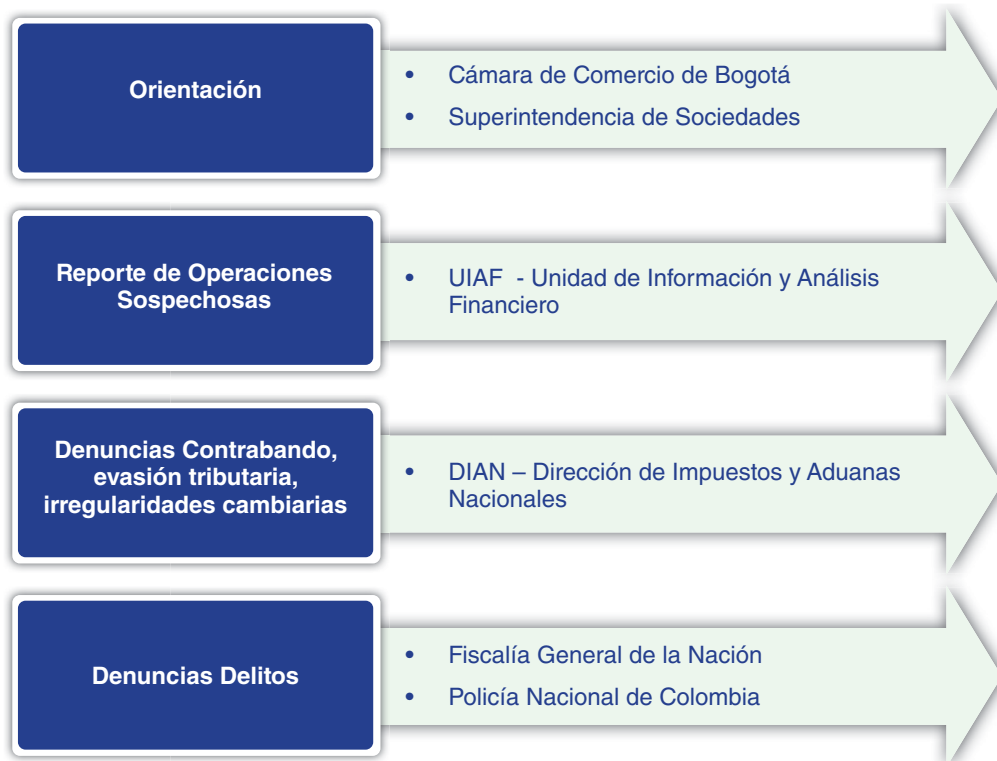 Orientación
• Cámara de Comercio de Bogotá
• Superintendencia de Sociedades
Reporte de Operaciones
Sospechosas
• UIAF - Unidad de Información y Análisis
Financiero
Denuncias Contrabando,
evasión tributaria,
irregularidades cambiarias
• DIAN – Dirección de Impuestos y Aduanas
Nacionales
Denuncias Delitos
• Fiscalía General de la Nación
• Policía Nacional de Colombia